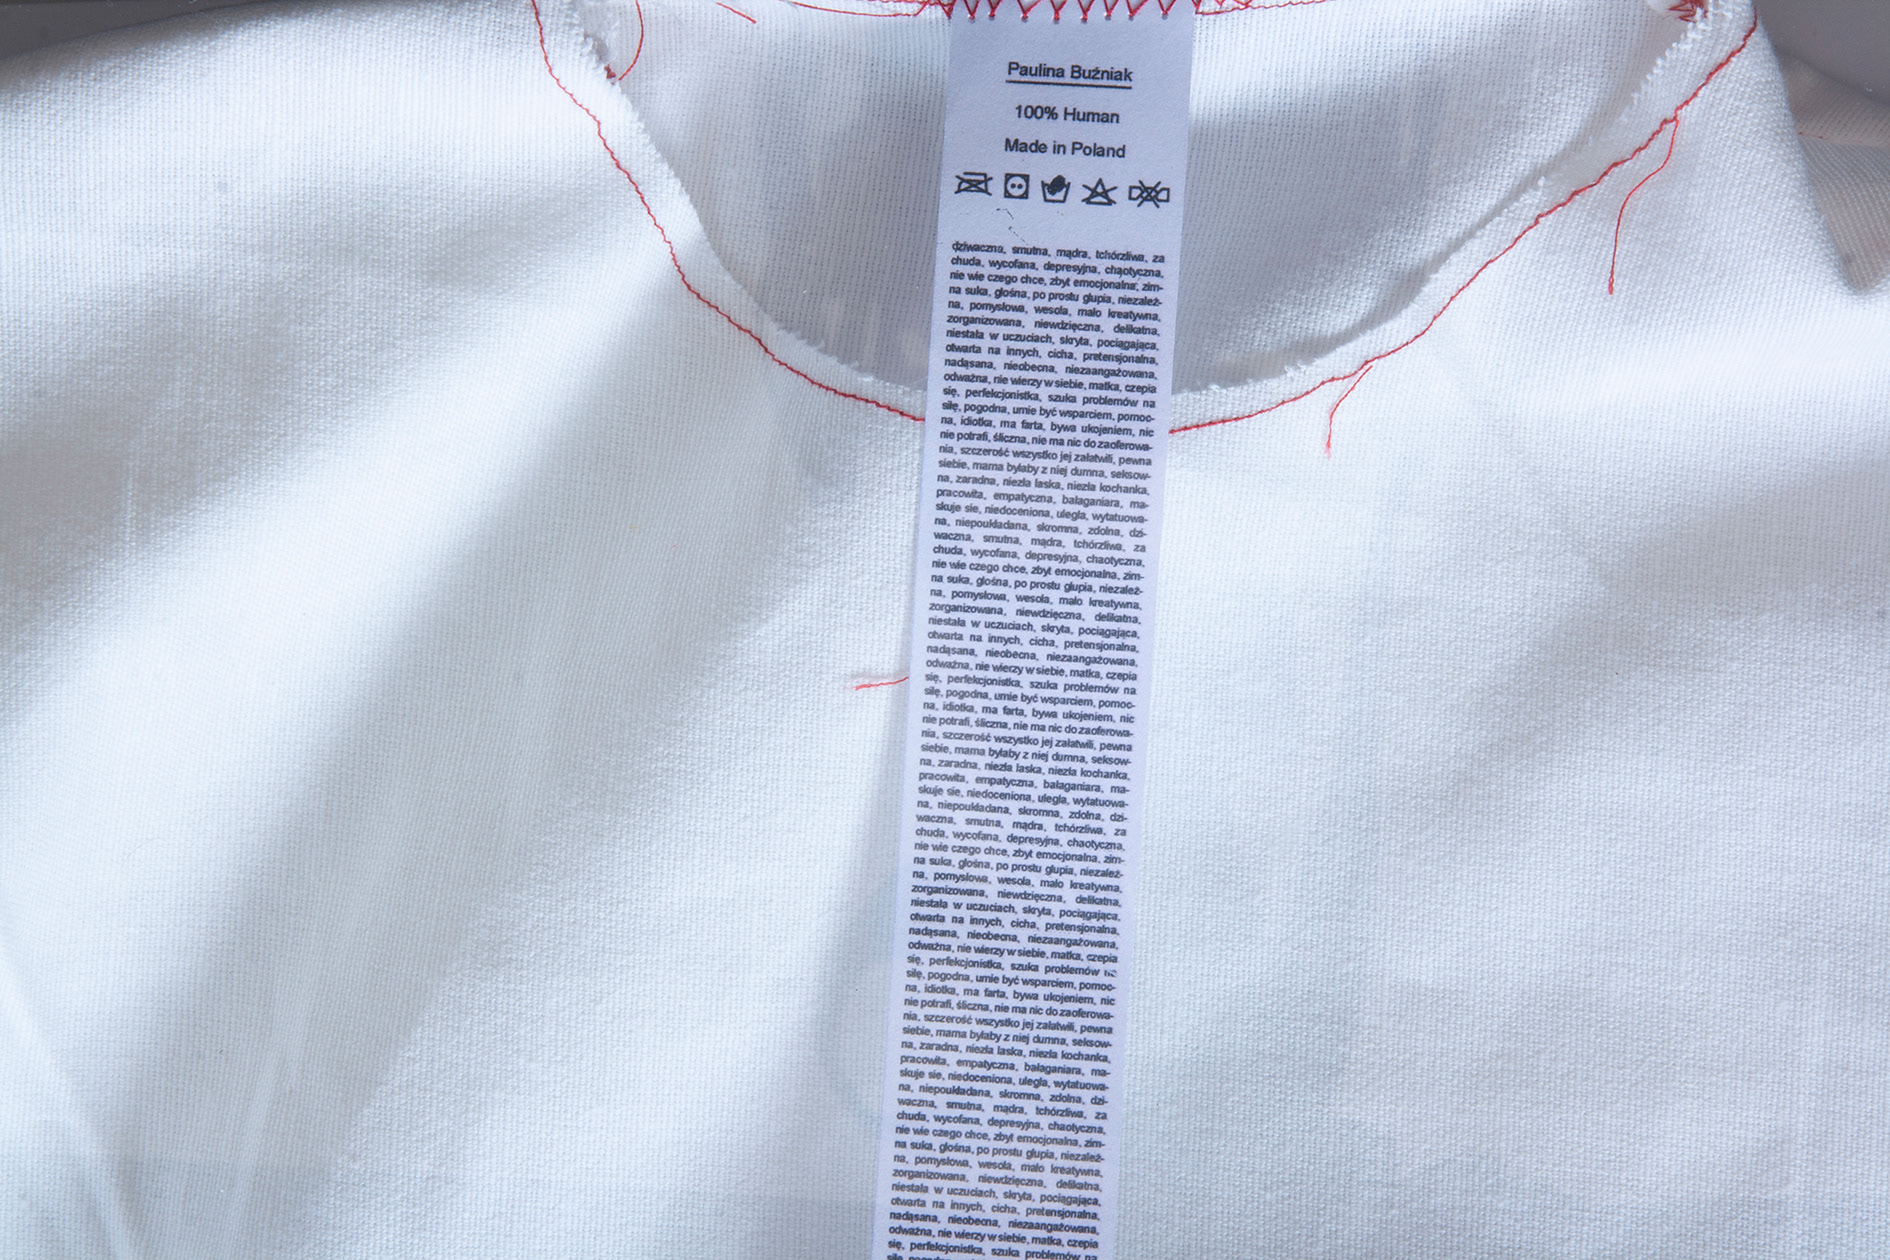 Paulina Buźniak
100% Human
Made in Poland
dziwaczna, smutna, mądra, tchórzliwa, za
chuda, wycofana, depresyjna, chaotyczna,
nie wie czego chce, zbyt emocjonalna, zim-
na suka, głośna, po prostu głupia, niezależ-
na, pomysłowa, wesoła, mało kreatywna,
zorganizowana, niewdzięczna, delikatna,
niestała w uczuciach, skryta, pociągająca,
otwarta na innych, cicha, pretensjonalna,
nadąsana, nieobecna, niezaangażowana,
odważna, nie wierzy w siebie, matka, czepia
się, perfekcjonistka, szuka problemów na
siłę, pogodna, umie być wsparciem, pomoc-
na, idiotka, ma farta, bywa ukojeniem, nic
nie potrafi, śliczna, nie ma nic do zaoferowa-
nia, szczerość wszystko jej załatwili, pewna
siebie, mama byłaby z niej dumna, seksow-
na, zaradna, niezła laska, niezła kochanka,
pracowita, empatyczna, bałaganiara, ma-
skuje sie, niedoceniona, uległa, wytatuowa-
na, niepoukładana, skromna, zdolna, dzi-
waczna, smutna, mądra, tchórzliwa, za
chuda, wycofana, depresyjna, chaotyczna,
nie wie czego chce, zbyt emocjonalna, zim-
na suka, głośna, po prostu głupia, niezależ-
na, pomysłowa, wesoła, mało kreatywna,
zorganizowana, niewdzięczna, delikatna,
niestała w uczuciach, skryta, pociągająca,
otwarta na innych, cicha, pretensjonalna,
nadąsana, nieobecna, niezaangażowana,
odważna, nie wierzy w siebie, matka, czepia
się, perfekcjonistka, szuka problemów na
siłę, pogodna, umie być wsparciem, pomoc-
na, idiotka, ma farta, bywa ukojeniem, nic
nie potrafi, śliczna, nie ma nic do zaoferowa-
nia, szczerość wszystko jej załatwili, pewna
siebie, mama byłaby z niej dumna, seksow-
na, zaradna, niezła laska, niezła kochanka,
pracowita, empatyczna, bałaganiara, ma-
skuje sie, niedoceniona, uległa, wytatuowa-
na, niepoukładana, skromna, zdolna, dzi-
waczna, smutna, mądra, tchórzliwa, za
chuda, wycofana, depresyjna, chaotyczna,
nie wie czego chce, zbyt emocjonalna, zim-
na suka, głośna, po prostu głupia, niezależ-
na, pomysłowa, wesoła, mało kreatywna,
zorganizowana, niewdzięczna, delikatna,
niestała w uczuciach, skryta, pociągająca,
otwarta na innych, cicha, pretensjonalna,
nadąsana, nieobecna, niezaangażowana,
odważna, nie wierzy w siebie, matka, czepia
się, perfekcjonistka, szuka problemów na
siłę, pogodna, umie być wsparciem, pomoc-
na, idiotka, ma farta, bywa ukojeniem, nic
nie potrafi, śliczna, nie ma nic do zaoferowa-
nia, szczerość wszystko jej załatwili, pewna
siebie, mama byłaby z niej dumna, seksow-
na, zaradna, niezła laska, niezła kochanka,
pracowita, empatyczna, bałaganiara, ma-
skuje sie, niedoceniona, uległa, wytatuowa-
na, niepoukładana, skromna, zdolna, dzi-
waczna, smutna, mądra, tchórzliwa, za
chuda, wycofana, depresyjna, chaotyczna,
nie wie czego chce, zbyt emocjonalna, zim-
na suka, głośna, po prostu głupia, niezależ-
na, pomysłowa, wesoła, mało kreatywna,
zorganizowana, niewdzięczna, delikatna,
niestała w uczuciach, skryta, pociągająca,
otwarta na innych, cicha, pretensjonalna,
nadąsana, nieobecna, niezaangażowana,
odważna, nie wierzy w siebie, matka, czepia
się, perfekcjonistka, szuka problemów na